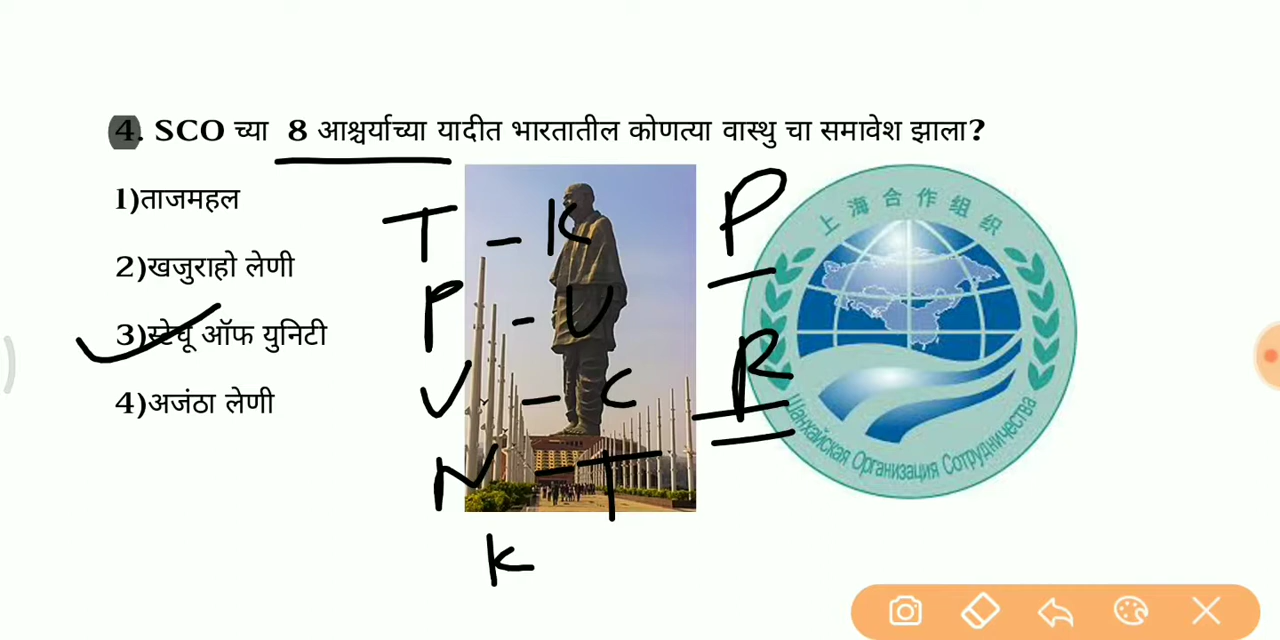 4. SCO च्या 8 आश्चर्याच्या यादीत भारतातील कोणत्या वास्थु चा समावेश झाला?
1)ताजमहल
2)खजुराहो लेणी
3)स्टेचू ऑफ युनिटी
4)अजंठा लेणी
T - K
P - U
V - C
N - T
K
P
R
上海合作组织
Шанхайская Организация Сотрудничества